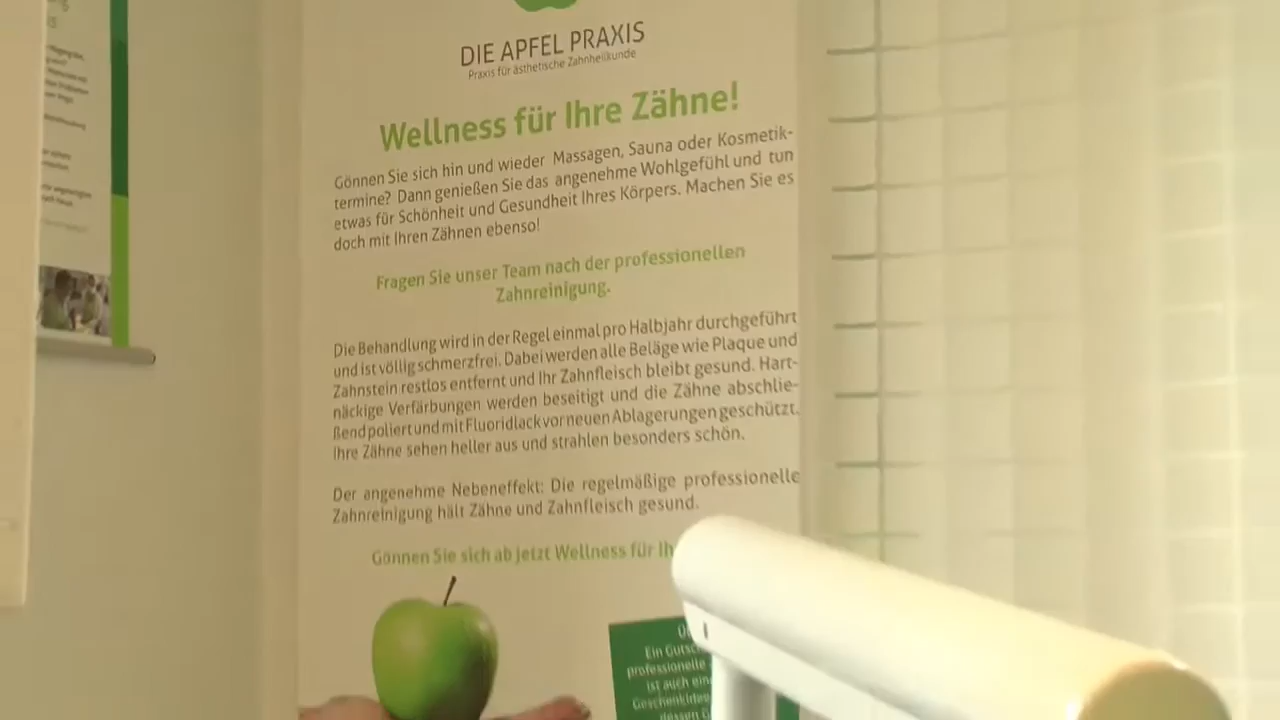 DIE APFEL PRAXIS
Praxis für ästhetische Zahnheilkunde
Wellness für Ihre Zähne!
Gönnen Sie sich hin und wieder Massagen, Sauna oder Kosmetik-
termine? Dann genießen Sie das angenehme Wohlgefühl und tun
etwas für Schönheit und Gesundheit Ihres Körpers. Machen Sie es
doch mit Ihren Zähnen ebenso!
Fragen Sie unser Team nach der professionellen
Zahnreinigung.
Die Behandlung wird in der Regel einmal pro Halbjahr durchgeführt
und ist völlig schmerzfrei. Dabei werden alle Beläge wie Plaque und
Zahnstein restlos entfernt und Ihr Zahnfleisch bleibt gesund. Hart-
näckige Verfärbungen werden beseitigt und die Zähne abschlie-
ßend poliert und mit Fluoridlack vor neuen Ablagerungen geschützt.
Ihre Zähne sehen heller aus und strahlen besonders schön.
Der angenehme Nebeneffekt: Die regelmäßige professionelle
Zahnreinigung hält Zähne und Zahnfleisch gesund.
Gönnen Sie sich ab jetzt Wellness für Ih
Ein Gutsc
professionelle
ist auch ein
Geschenkidee
dessen